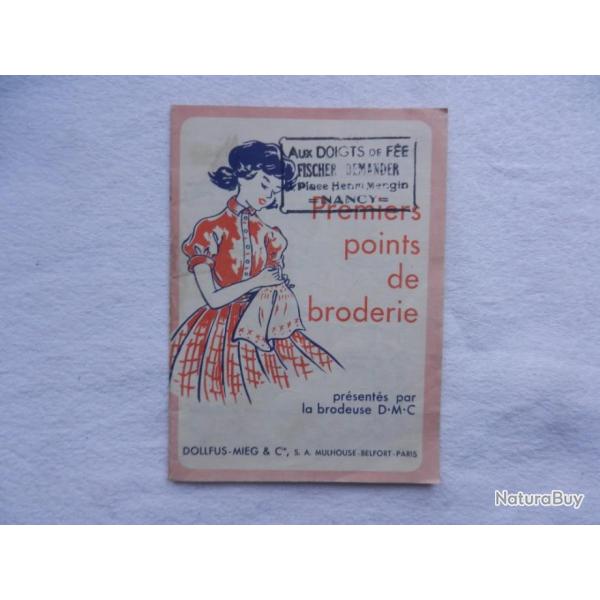 Aux DOIGTS DE FÉE
FISCHER DEMANDER
Place Henri Mengin
=NANCY=
Premiers
points
de
broderie
présentés par
la brodeuse D·M·C
DOLLFUS-MIEG & Cie, S. A. MULHOUSE-BELFORT-PARIS
NaturaBuy